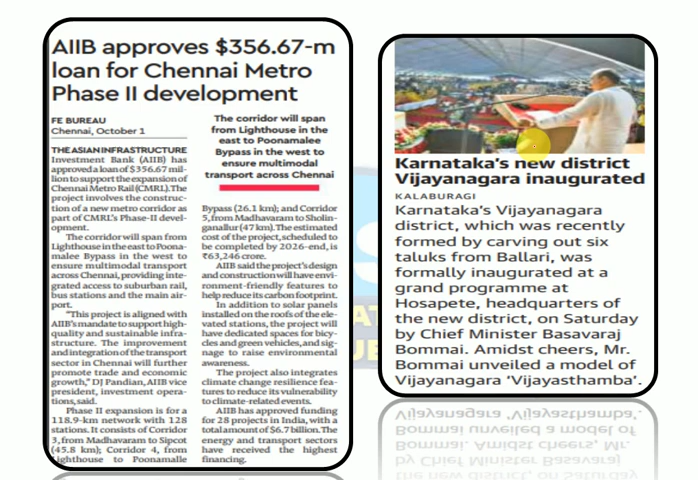 AIIB approves $356.67-m
loan for Chennai Metro
Phase II development
FE BUREAU
Chennai, October 1
THE ASIAN INFRASTRUCTURE
Investment Bank (AIIB) has
approved a loan of $356.67 mil-
lion to support the expansion of
Chennai Metro Rail (CMRL). The
project involves the construc-
tion of a new metro corridor as
part of CMRL's Phase-II devel-
opment.
The corridor will span from
Lighthouse in the east to Poona-
malee Bypass in the west to
ensure multimodal transport
across Chennai, providing inte-
grated access to suburban rail,
bus stations and the main air-
port.
"This project is aligned with
AIIB's mandate to support high-
quality and sustainable infra-
structure. The improvement
and integration of the transport
sector in Chennai will further
promote trade and economic
growth," DJ Pandian, AIIB vice
president, investment opera-
tions, said.
Phase II expansion is for a
118.9-km network with 128
stations. It consists of Corridor
3, from Madhavaram to Sipcot
(45.8 km); Corridor 4, from
Lighthouse to Poonamalle
The corridor will span
from Lighthouse in the
east to Poonamalee
Bypass in the west to
ensure multimodal
transport across Chennai
Bypass (26.1 km); and Corridor
5, from Madhavaram to Sholin-
ganallur (47 km). The estimated
cost of the project, scheduled to
be completed by 2026-end, is
₹63,246 crore.
AIIB said the project's design
and construction will have envi-
ronment-friendly features to
help reduce its carbon footprint.
In addition to solar panels
installed on the roofs of the ele-
vated stations, the project will
have dedicated spaces for bicy-
cles and green vehicles, and sig-
nage to raise environmental
awareness.
The project also integrates
climate change resilience fea-
tures to reduce its vulnerability
to climate-related events.
AIIB has approved funding
for 28 projects in India, with a
total amount of $6.7 billion. The
energy and transport sectors
have received the highest
financing.
Karnataka's new district
Vijayanagara inaugurated
KALABURAGI
Karnataka's Vijayanagara
district, which was recently
formed by carving out six
taluks from Ballari, was
formally inaugurated at a
grand programme at
Hosapete, headquarters of
the new district, on Saturday
by Chief Minister Basavaraj
Bommai. Amidst cheers, Mr.
Bommai unveiled a model of
Vijayanagara 'Vijayasthamba'.